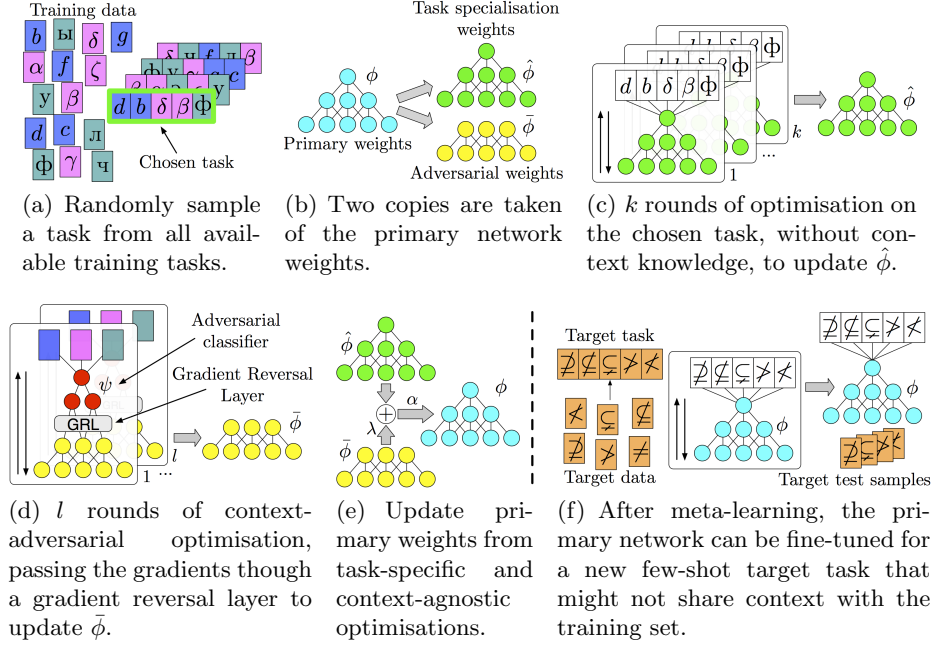 Training data
b ы δ g
α f ζ
у β
d c л
ф γ ч
δ ч f л β
d b δ β ф
Chosen task
(a) Randomly sample
a task from all avail-
able training tasks.
Task specialisation
weights
ϕ
ϕ̂
ϕ̄
Primary weights
Adversarial weights
(b) Two copies are taken
of the primary network
weights.
d b δ β ф
k
...
1
ϕ̂
(c) k rounds of optimisation on
the chosen task, without con-
text knowledge, to update ϕ̂.
Adversarial
classifier
ψ
Gradient Reversal
Layer
GRL
l
1 ...
ϕ̄
(d) l rounds of context-
adversarial optimisation,
passing the gradients though
a gradient reversal layer to
update ϕ̄.
ϕ̂
ϕ
α
+
λ
ϕ̄
(e) Update primary
weights from
task-specific and
context-agnostic
optimisations.
Target task
⊉ ⊈ ⊊ ≯ ≮
≮ ⊊ ⊈
⊉ ≯ ≠
Target data
⊉ ⊈ ⊊ ≯ ≮
ϕ
⊉ ⊈ ⊊ ≯ ≮
ϕ
Target test samples
(f) After meta-learning, the pri-
mary network can be fine-tuned for
a new few-shot target task that
might not share context with the
training set.